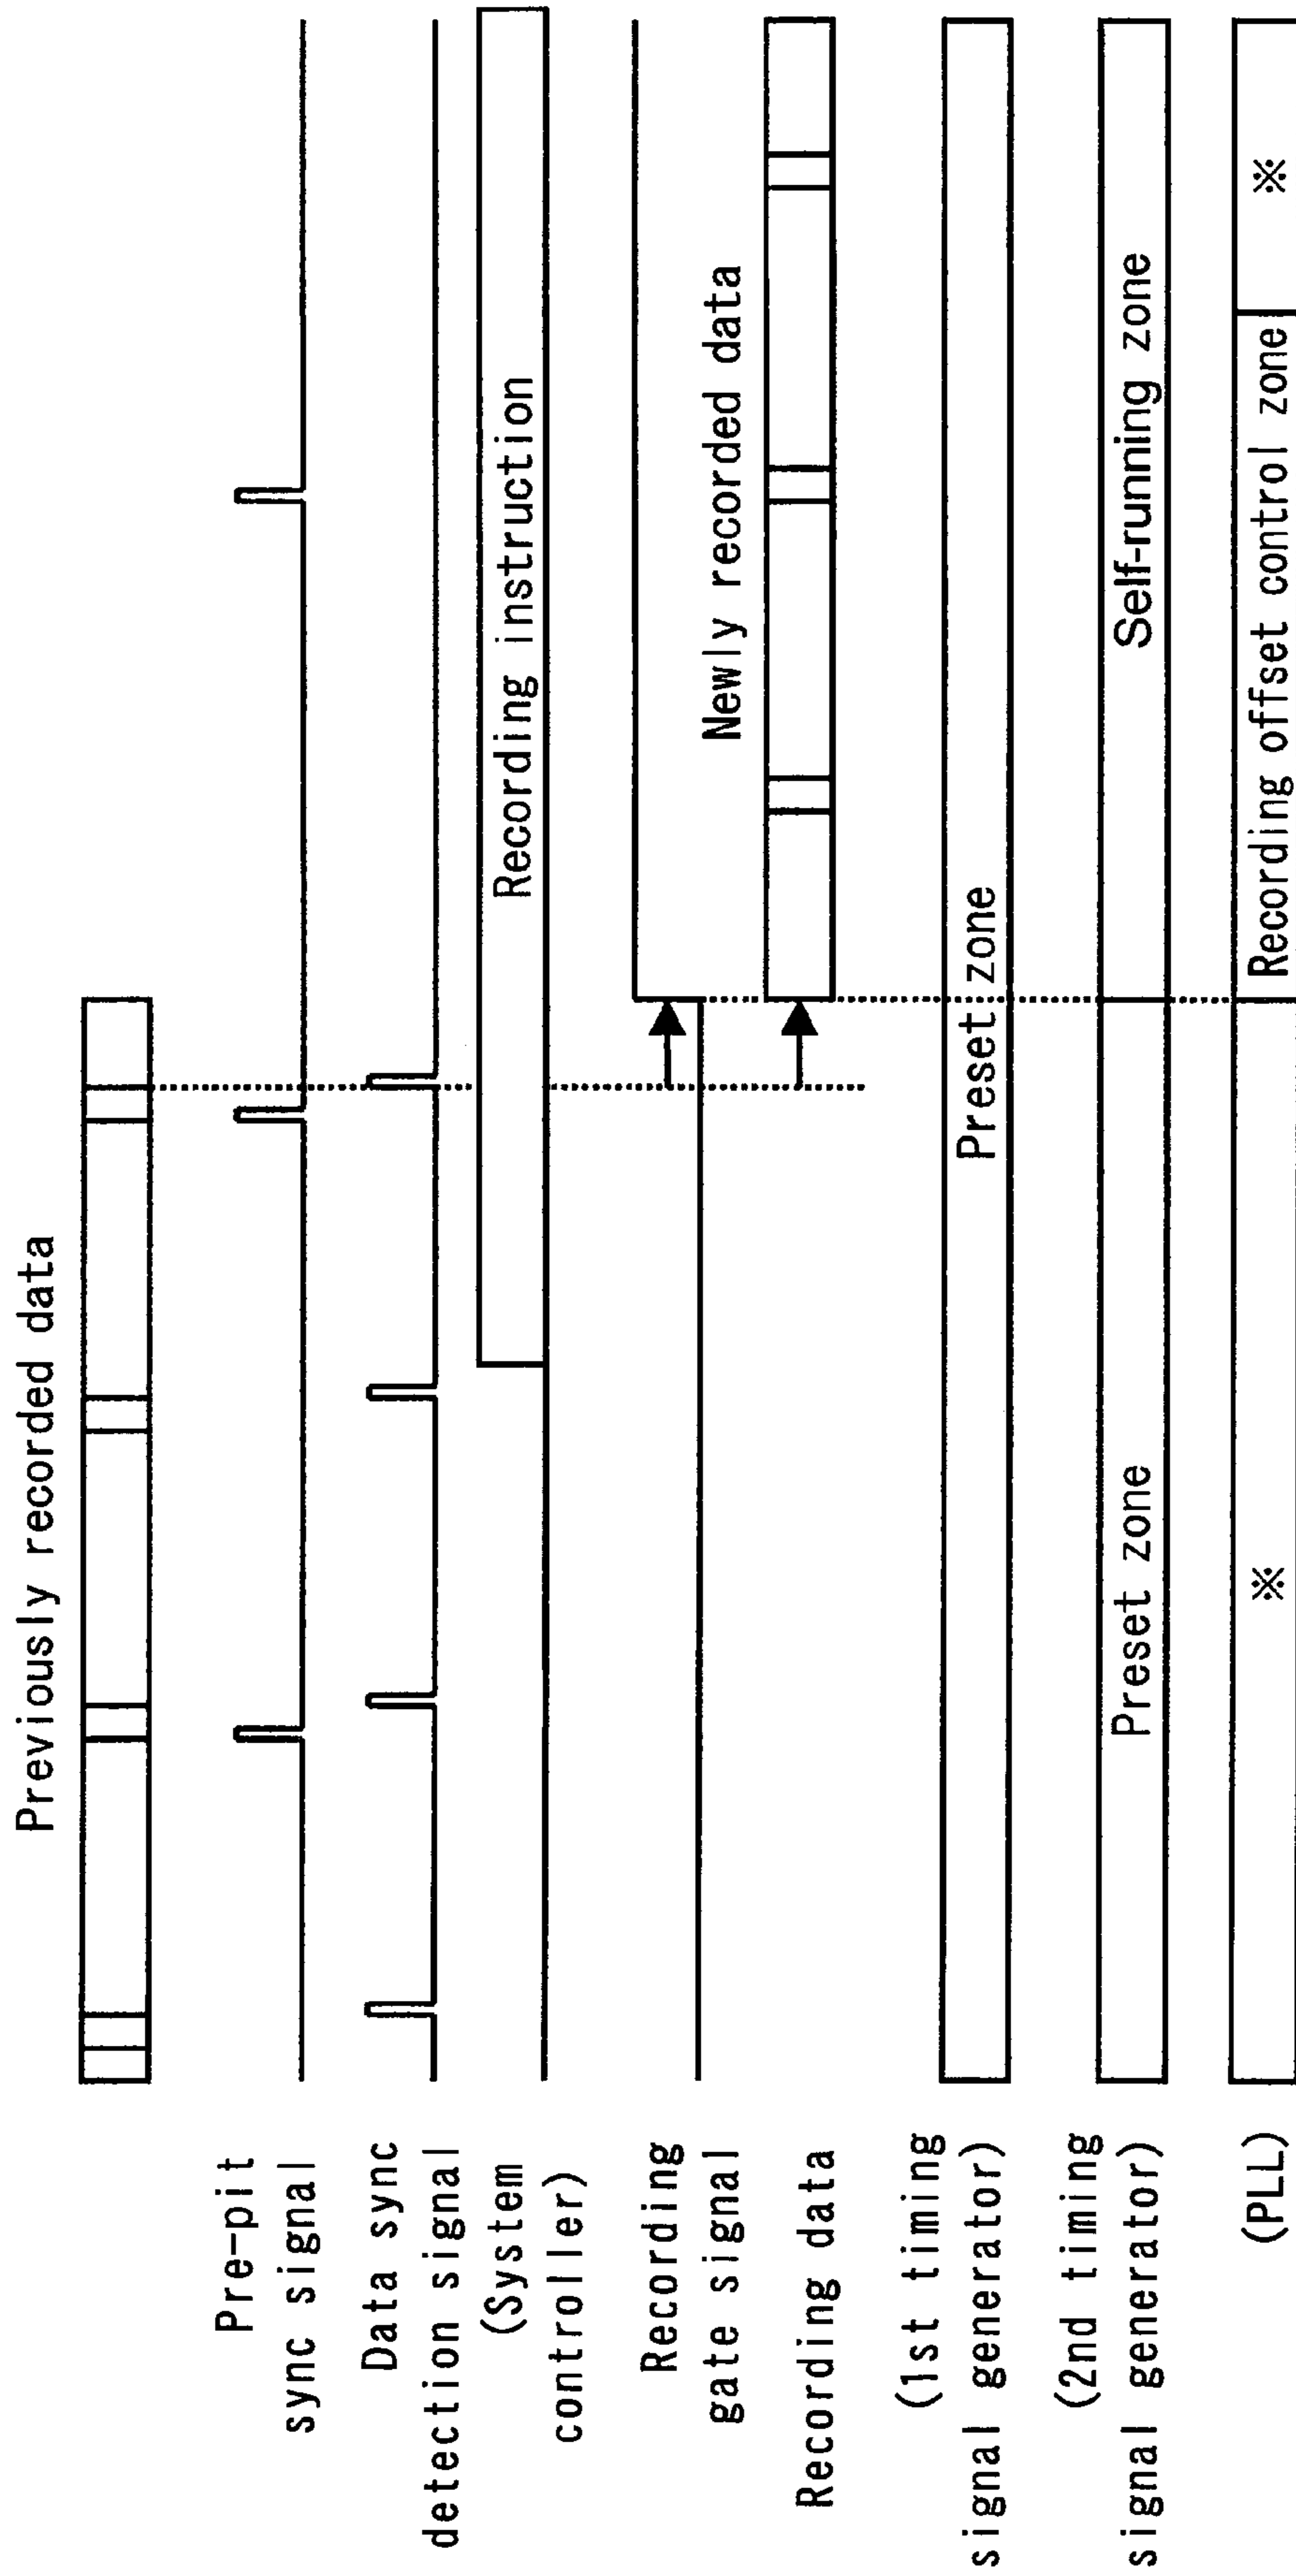 Previously recorded data
Pre-pit
sync signal
Data sync
detection signal
(System
controller)
Recording instruction
Recording
gate signal
Newly recorded data
Recording data
(1st timing
signal generator)
Preset zone
(2nd timing
signal generator)
Preset zone
Self-running zone
(PLL)
※
Recording offset control zone
※